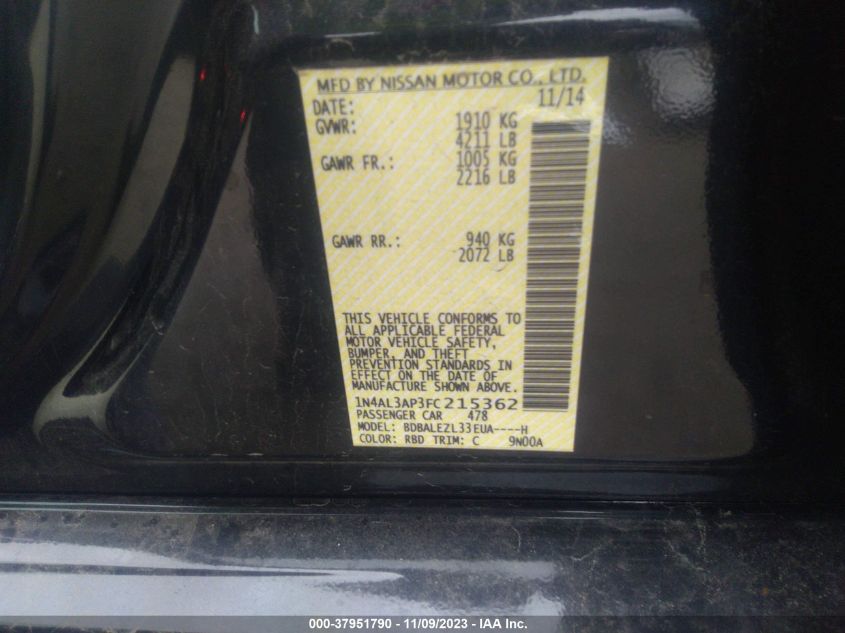 MFD BY NISSAN MOTOR CO., LTD.
DATE: 11/14
GVWR: 1910 KG
4211 LB
GAWR FR.: 1005 KG
2216 LB
GAWR RR.: 940 KG
2072 LB
THIS VEHICLE CONFORMS TO
ALL APPLICABLE FEDERAL
MOTOR VEHICLE SAFETY,
BUMPER, AND THEFT
PREVENTION STANDARDS IN
EFFECT ON THE DATE OF
MANUFACTURE SHOWN ABOVE.
1N4AL3AP3FC215362
PASSENGER CAR 478
MODEL: BDBALEZL33EUA----H
COLOR: RBD TRIM: C 9N00A
000-37951790 - 11/09/2023 - IAA Inc.